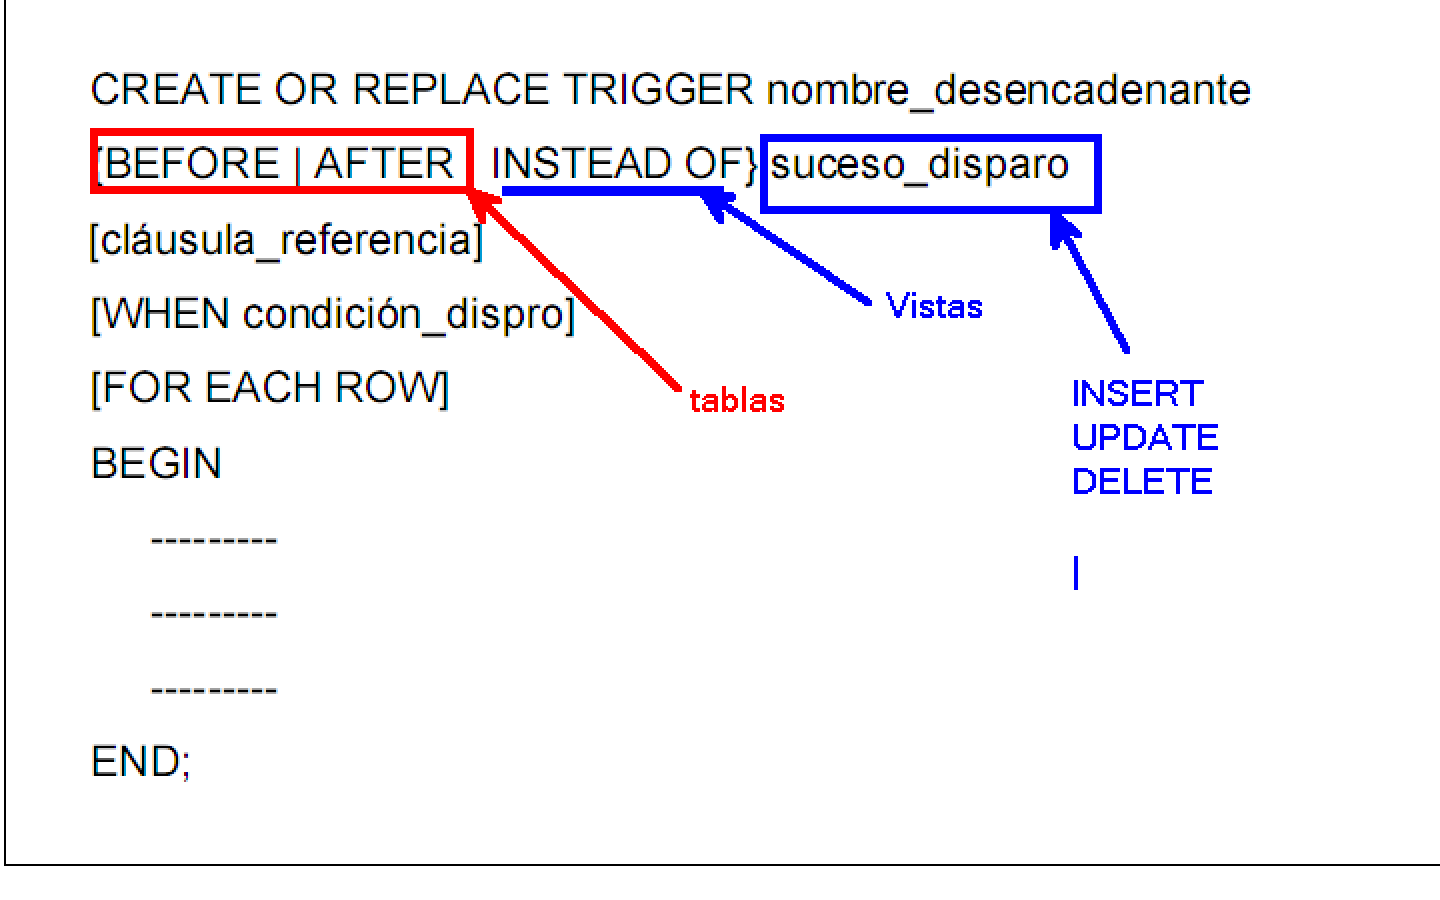 CREATE OR REPLACE TRIGGER nombre_desencadenante
{BEFORE | AFTER INSTEAD OF} suceso_disparo
[cláusula_referencia]
Vistas
[WHEN condición_dispro]
[FOR EACH ROW]
tablas
INSERT
UPDATE
DELETE
BEGIN
---------
---------
---------
END;